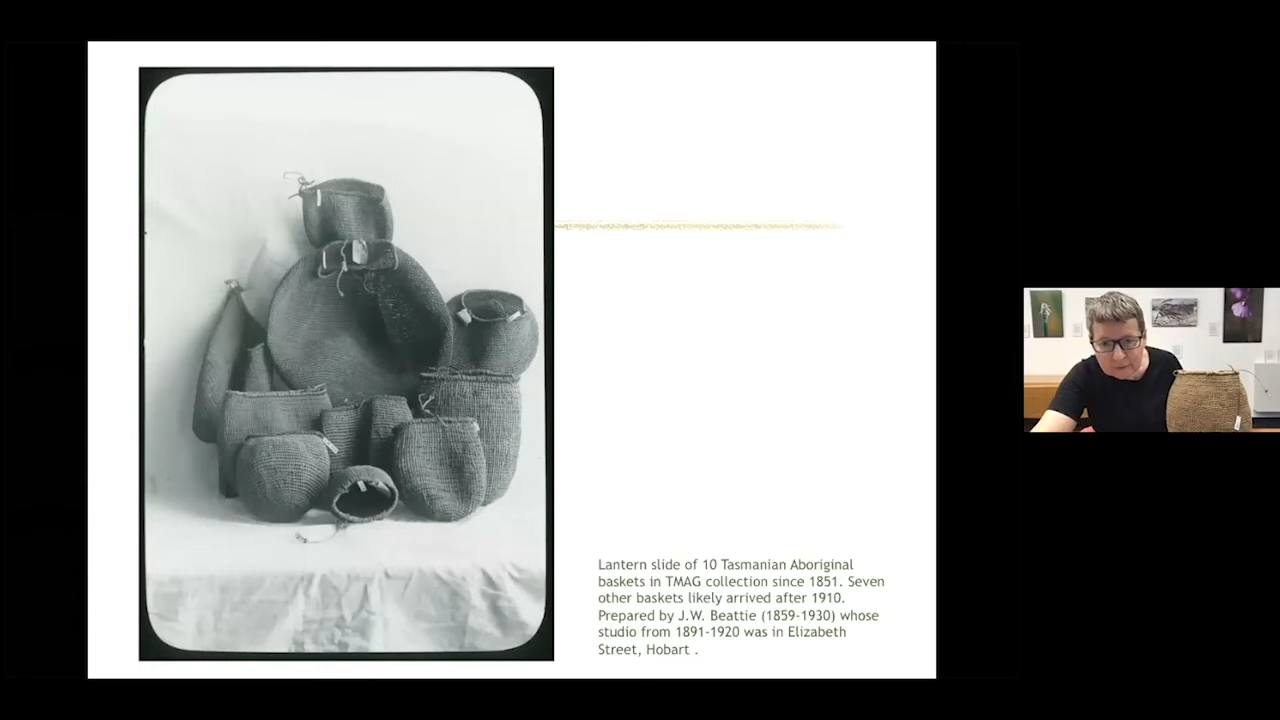 Lantern slide of 10 Tasmanian Aboriginal
baskets in TMAG collection since 1851. Seven
other baskets likely arrived after 1910.
Prepared by J.W. Beattie (1859-1930) whose
studio from 1891-1920 was in Elizabeth
Street, Hobart .